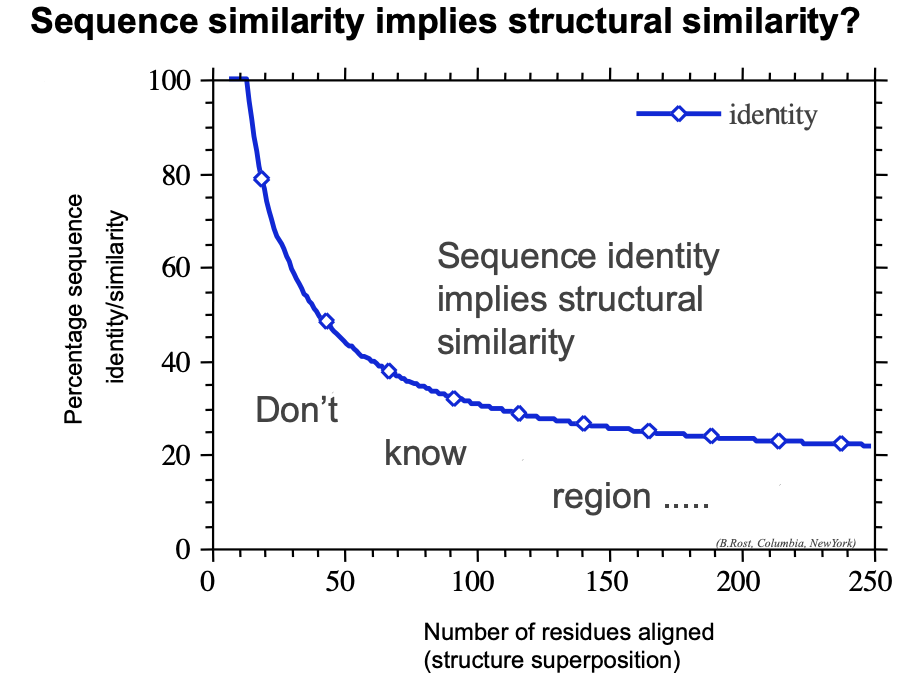 Sequence similarity implies structural similarity?
Percentage sequence
identity/similarity
100
80
60
40
20
0
identity
Sequence identity
implies structural
similarity
Don't
know
region .....
(B.Rost, Columbia, NewYork)
0 50 100 150 200 250
Number of residues aligned
(structure superposition)